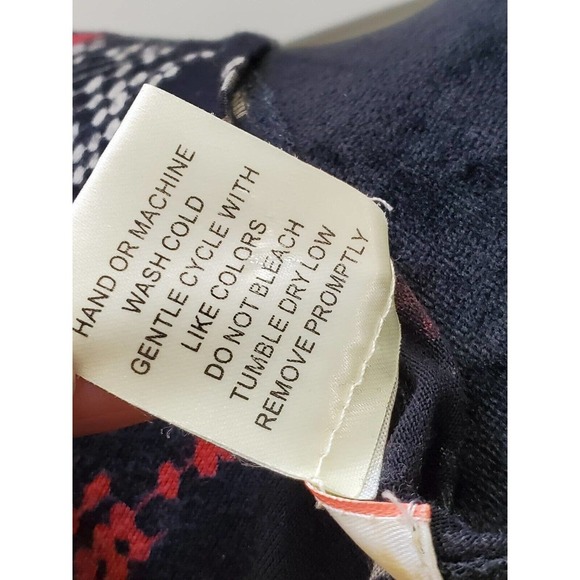 HAND OR MACHINE
WASH COLD
GENTLE CYCLE WITH
LIKE COLORS
DO NOT BLEACH
TUMBLE DRY LOW
REMOVE PROMPTLY